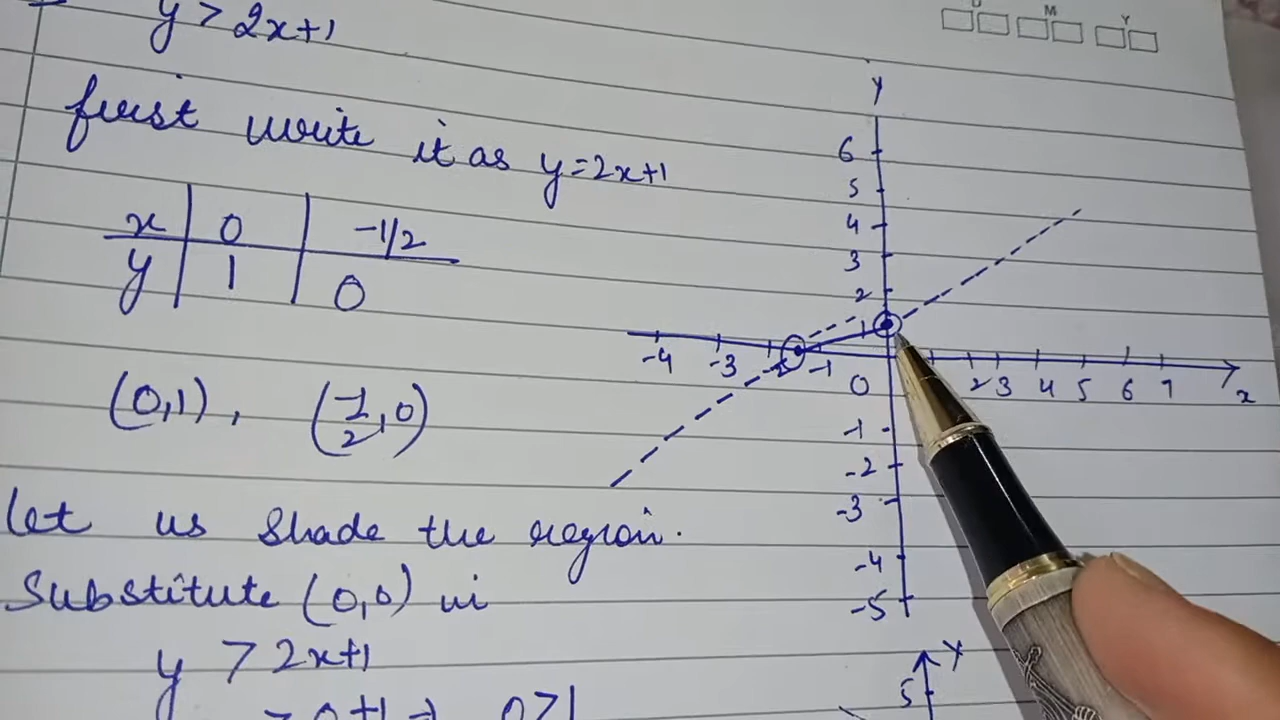 D M Y
y > 2x+1
first write it as y=2x+1
x 0 -1/2
y 1 0
(0,1), (-1/2,0)
Let us shade the region.
Substitute (0,0) in
y > 2x+1
0 > 1
Y
6
5
4
3
2
1
-4 -3 -2 -1 0 2 3 4 5 6 7 x
-1
-2
-3
-4
-5
Y
5